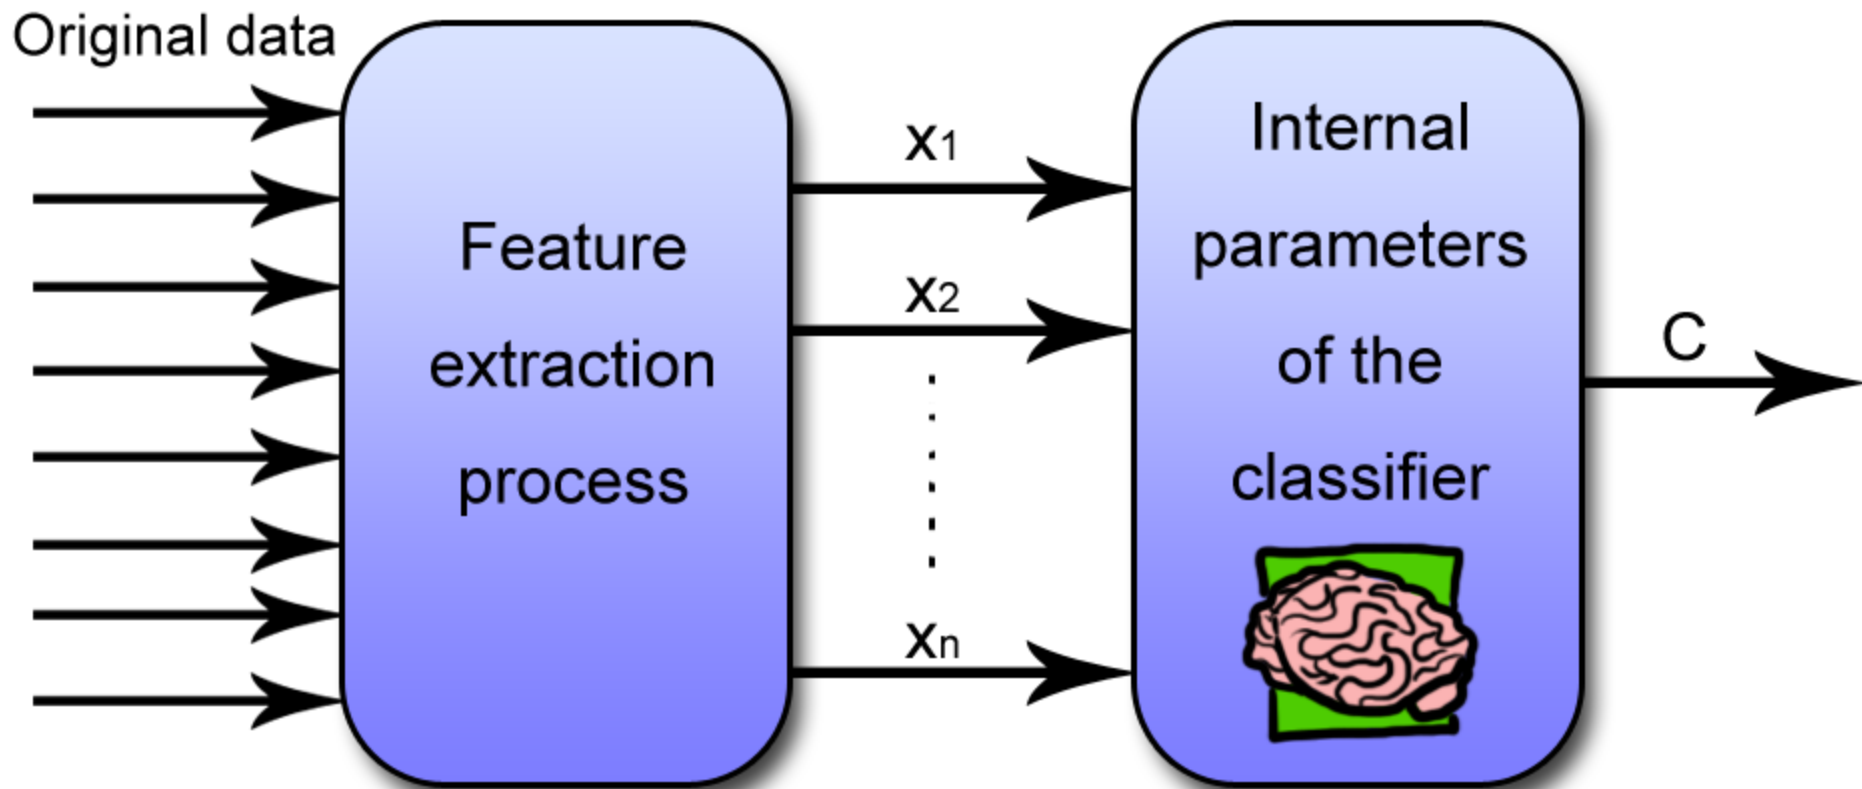 Original data
Feature
extraction
process
x1
x2
xn
Internal
parameters
of the
classifier
C